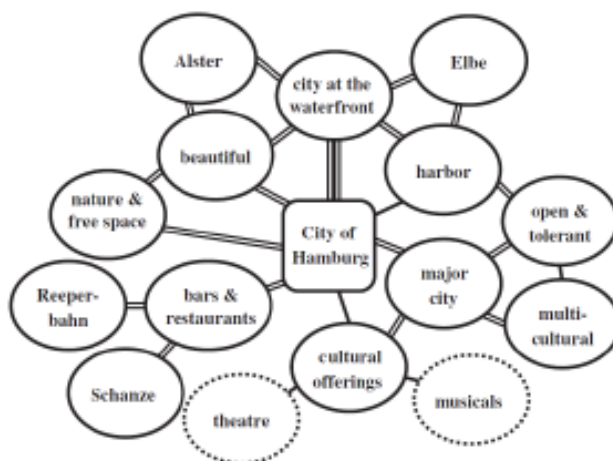 Alster
city at the
waterfront
Elbe
beautiful
harbor
nature &
free space
open &
tolerant
City of
Hamburg
major
city
Reeper-
bahn
bars &
restaurants
multi-
cultural
cultural
offerings
Schanze
theatre
musicals